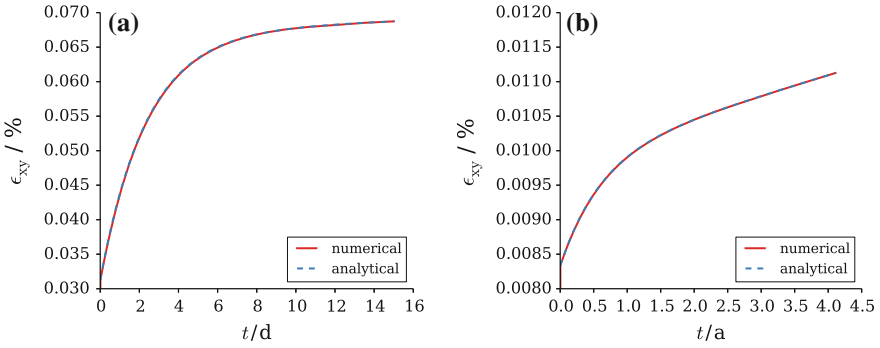 (a)
0.070
0.065
0.060
0.055
0.050
0.045
0.040
0.035
0.030
ϵxy / %
0 2 4 6 8 10 12 14 16
t/d
numerical
analytical
(b)
0.0120
0.0115
0.0110
0.0105
0.0100
0.0095
0.0090
0.0085
0.0080
ϵxy / %
0.0 0.5 1.0 1.5 2.0 2.5 3.0 3.5 4.0 4.5
t/a
numerical
analytical